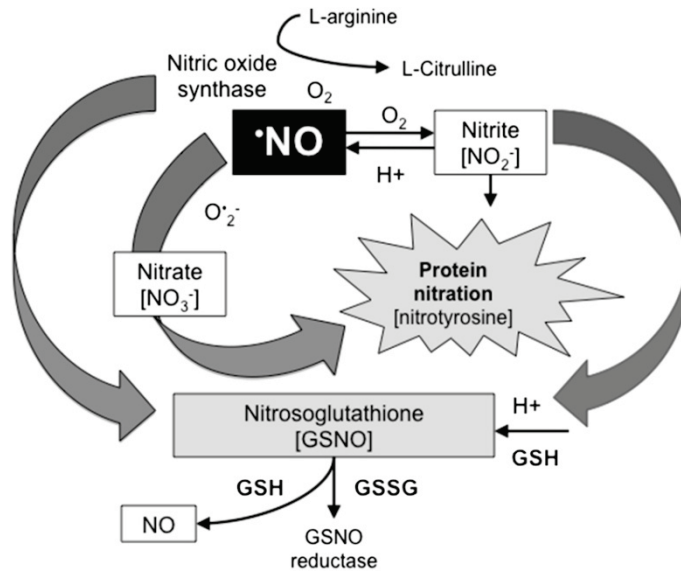 L-arginine
L-Citrulline
Nitric oxide
synthase
O₂
•NO
O₂
H+
Nitrite
[NO₂⁻]
O•₂⁻
Nitrate
[NO₃⁻]
Protein
nitration
[nitrotyrosine]
Nitrosoglutathione
[GSNO]
H+
GSH
GSH
GSSG
NO
GSNO
reductase